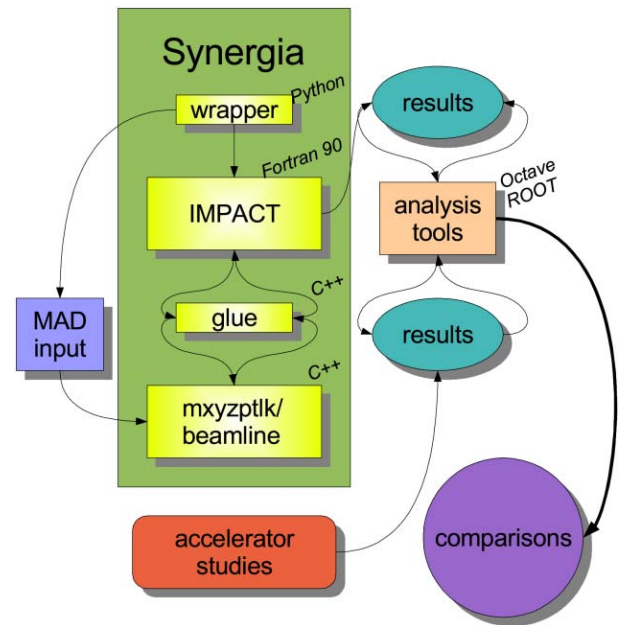 Synergia
Python
wrapper
results
Fortran 90
IMPACT
Octave
ROOT
analysis
tools
C++
glue
MAD
input
results
C++
mxyzptlk/
beamline
accelerator
studies
comparisons